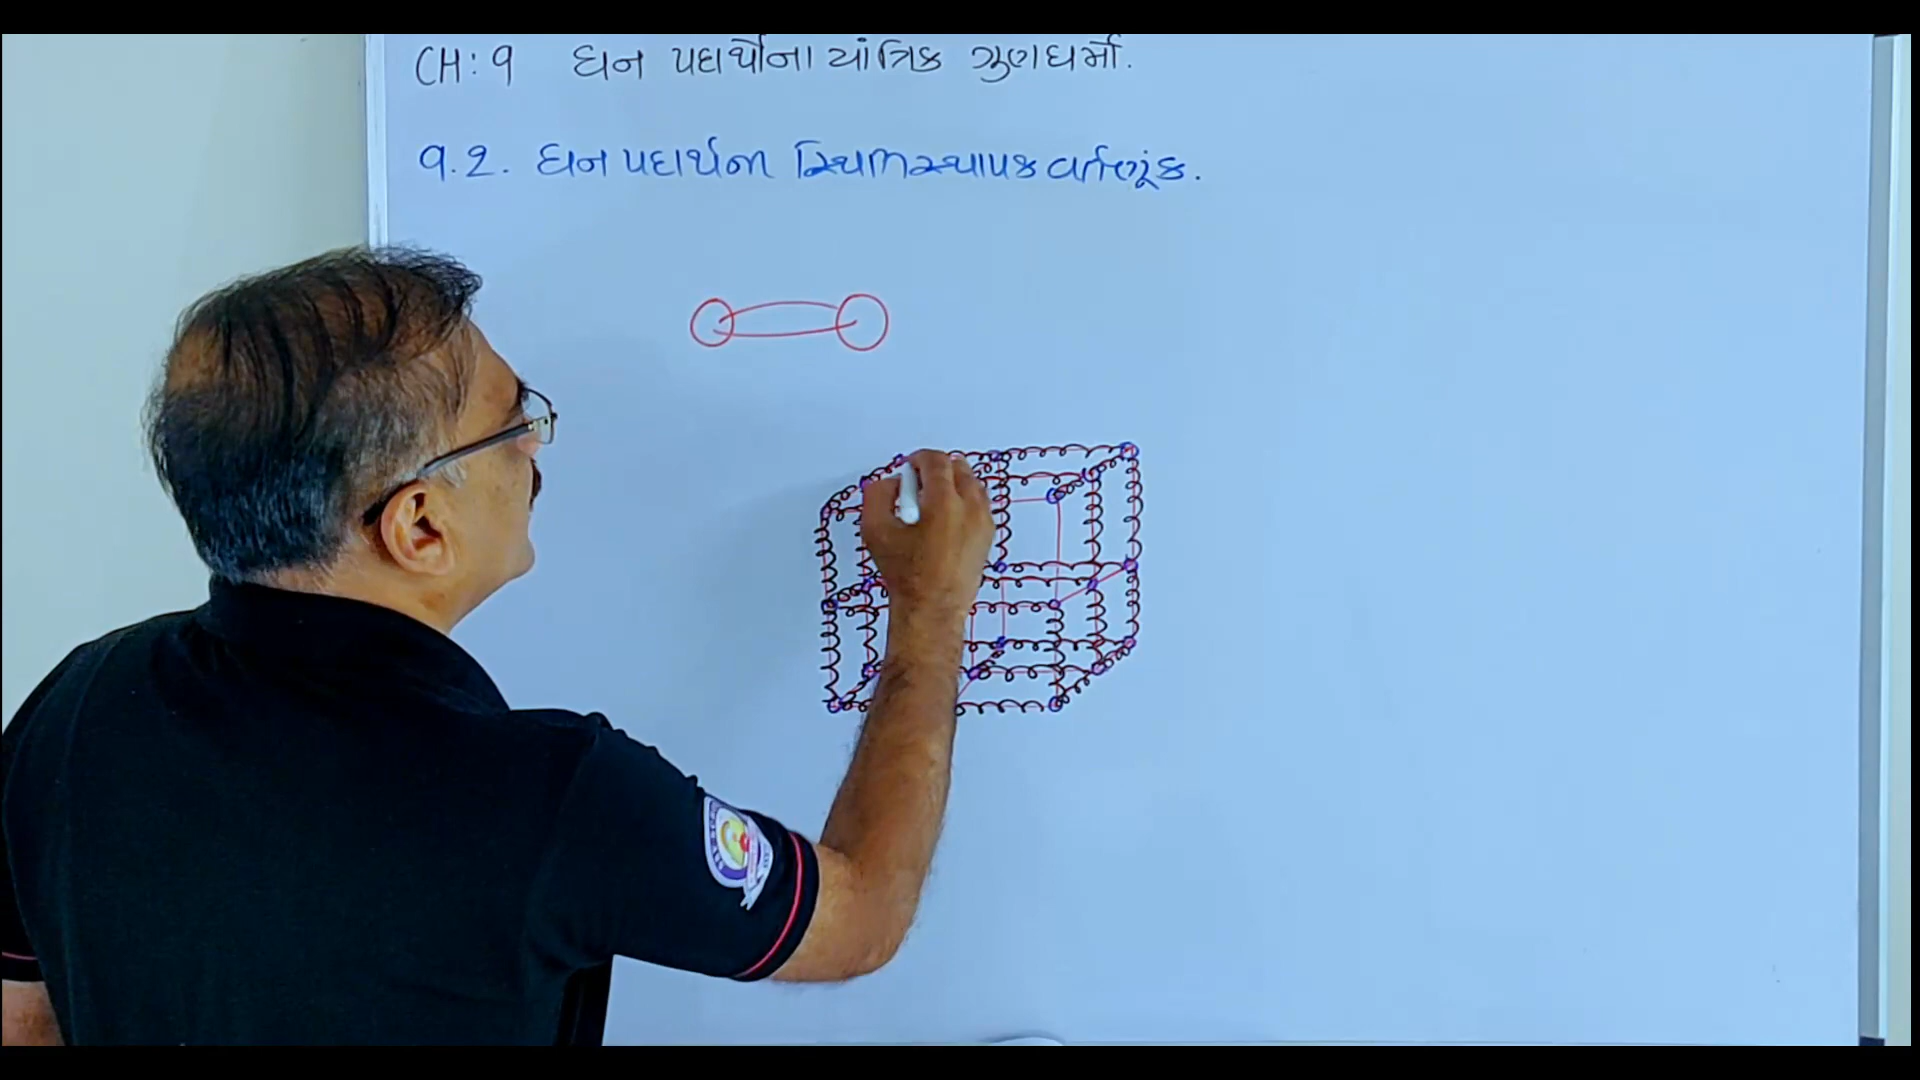 CH: 9 ઘન પદાર્થોના યાંત્રિક ગુણધર્મો.
9.2. ઘન પદાર્થના સ્થિતિસ્થાપક વર્તણૂંક.